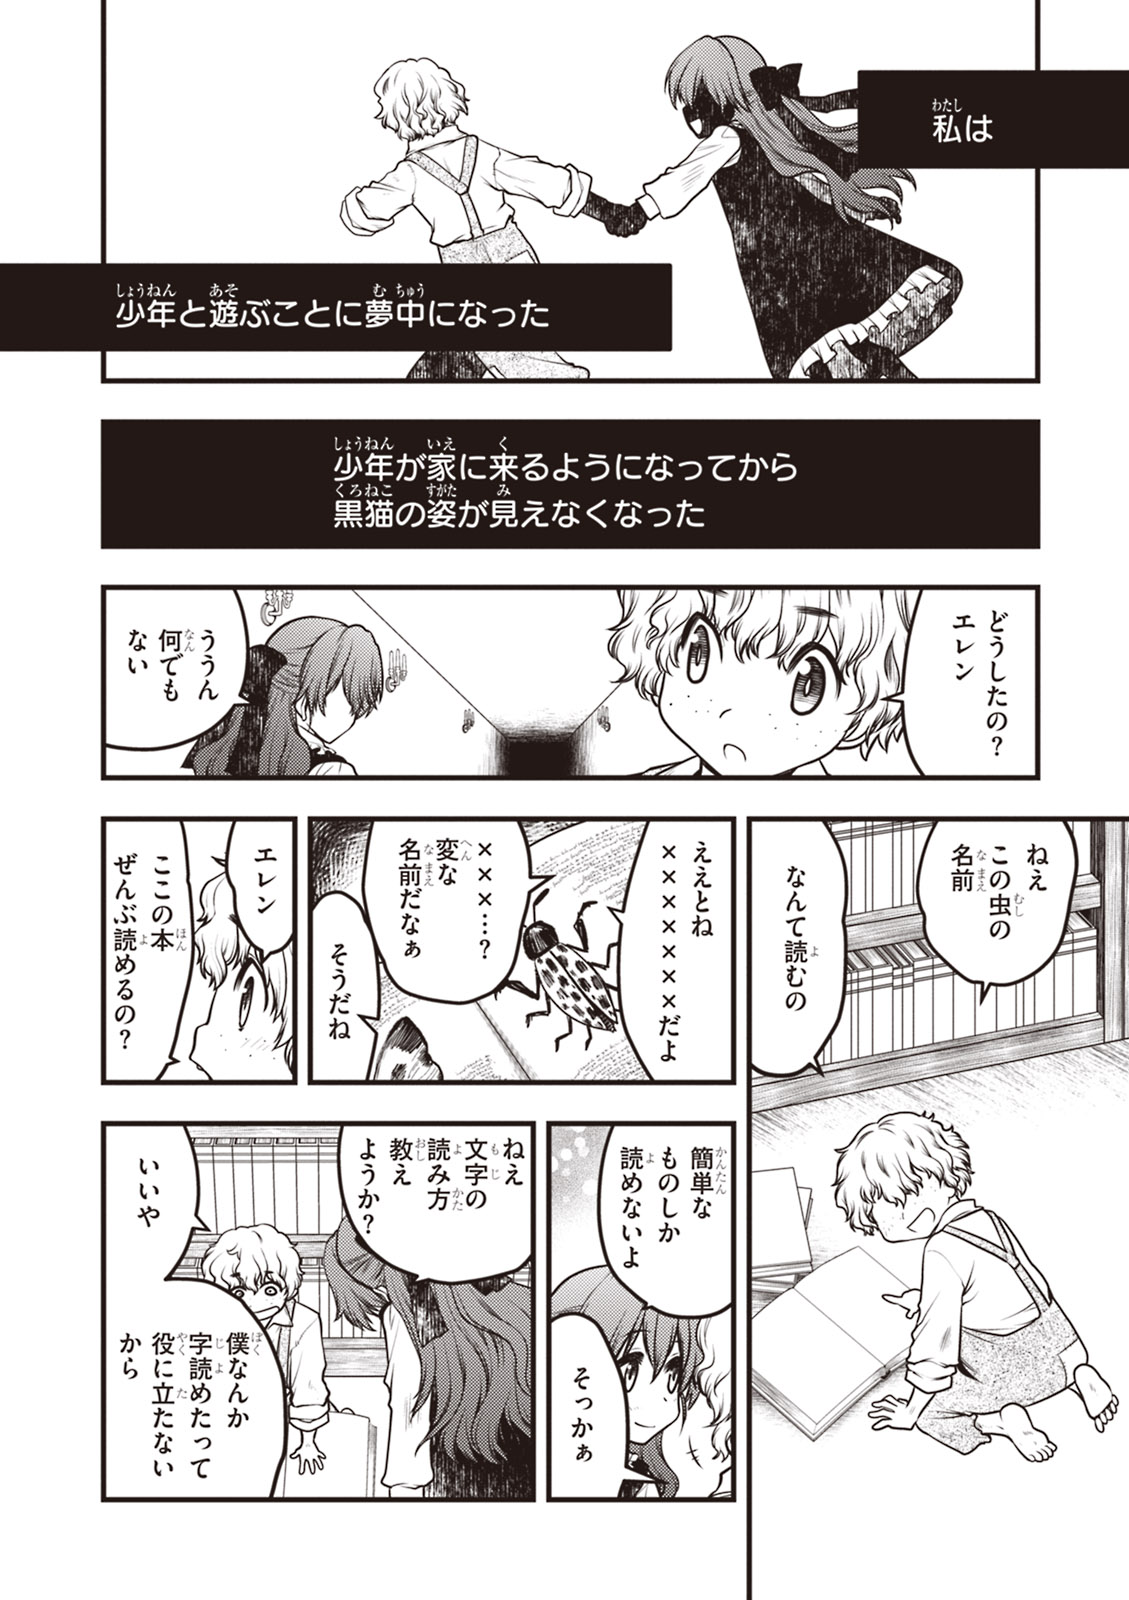 私は
少年と遊ぶことに夢中になった
少年が家に来るようになってから
黒猫の姿が見えなくなった
どうしたの?
エレン
ううん
何でも
ない
ねえ
この虫の
名前
なんて読むの
ええとね
×××××××だよ
×××…?
変な
名前だなぁ
そうだね
エレン
ここの本
ぜんぶ読めるの?
簡単な
ものしか
読めないよ
そっかぁ
ねえ
文字の
読み方
教え
ようか?
いいや
僕なんか
字読めたって
役に立たない
から